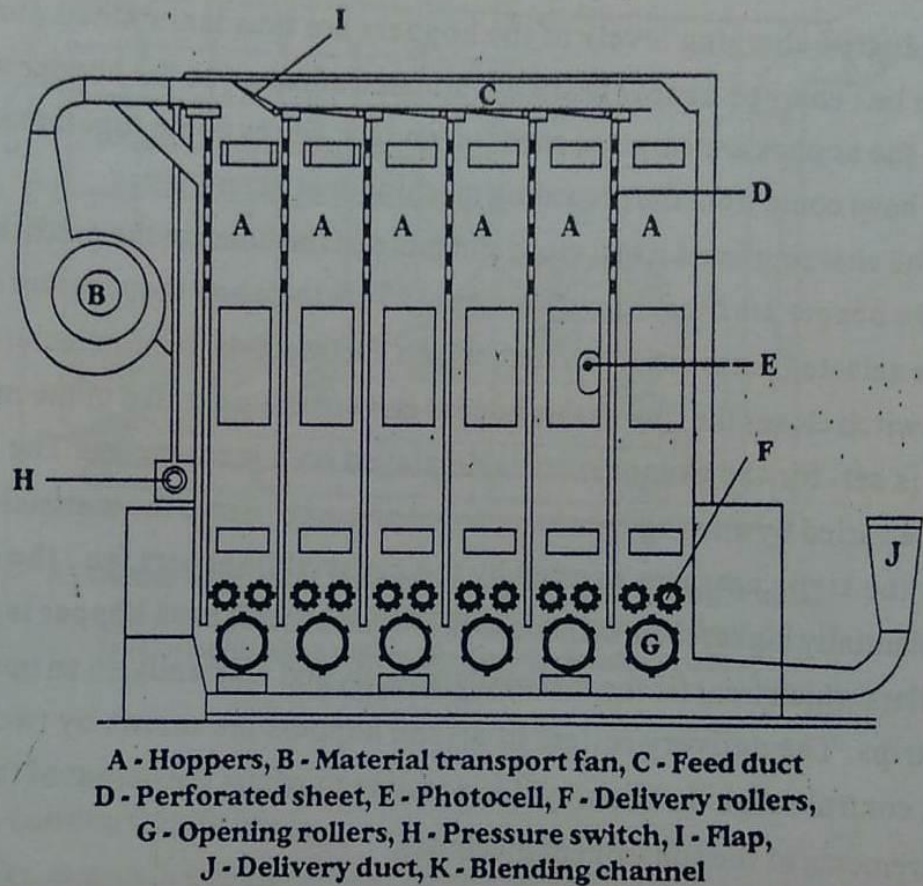 I
C
D
A A A A A A
B
E
F
H
J
G
A - Hoppers, B - Material transport fan, C - Feed duct
D - Perforated sheet, E - Photocell, F - Delivery rollers,
G - Opening rollers, H - Pressure switch, I - Flap,
J - Delivery duct, K - Blending channel